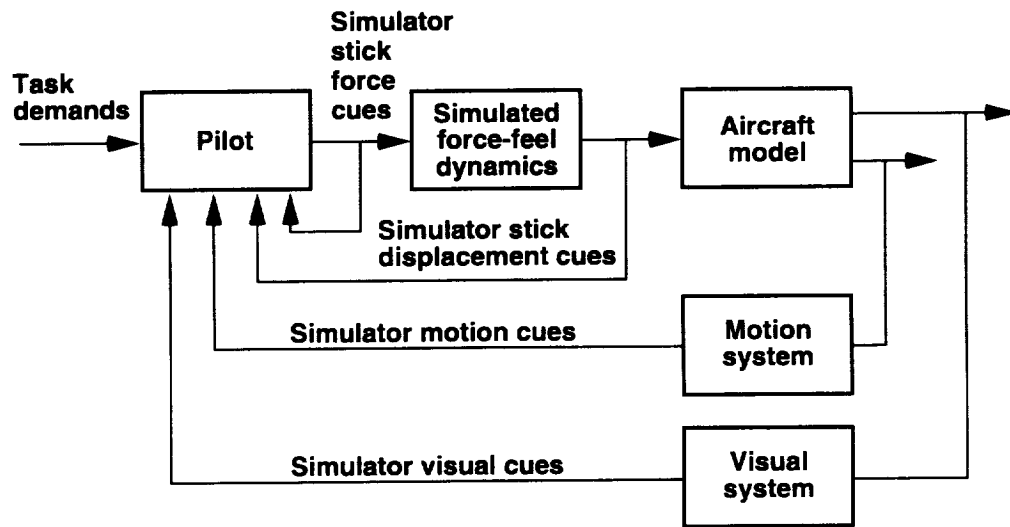 Simulator
stick
force
cues
Task
demands
Pilot
Simulated
force-feel
dynamics
Aircraft
model
Simulator stick
displacement cues
Simulator motion cues
Motion
system
Simulator visual cues
Visual
system